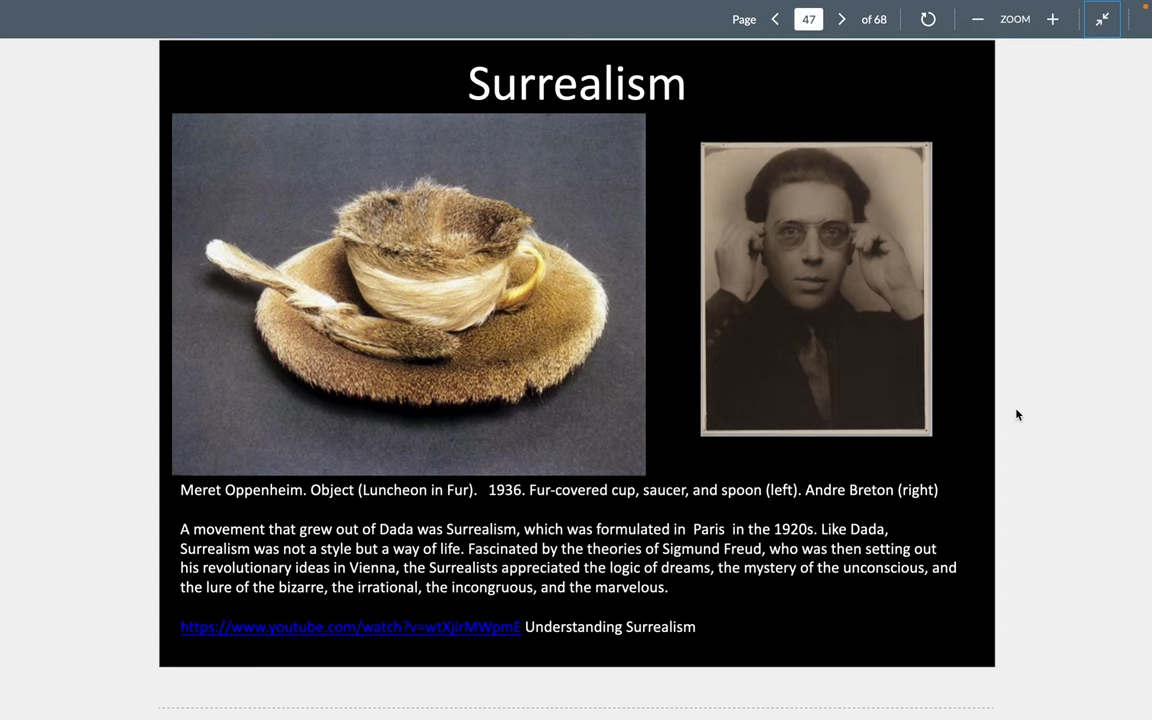 Page 47 of 68 ZOOM
Surrealism
Meret Oppenheim. Object (Luncheon in Fur).   1936. Fur-covered cup, saucer, and spoon (left). Andre Breton (right)
A movement that grew out of Dada was Surrealism, which was formulated in  Paris  in the 1920s. Like Dada,
Surrealism was not a style but a way of life. Fascinated by the theories of Sigmund Freud, who was then setting out
his revolutionary ideas in Vienna, the Surrealists appreciated the logic of dreams, the mystery of the unconscious, and
the lure of the bizarre, the irrational, the incongruous, and the marvelous.
https://www.youtube.com/watch?v=wtXjirMWpmE Understanding Surrealism